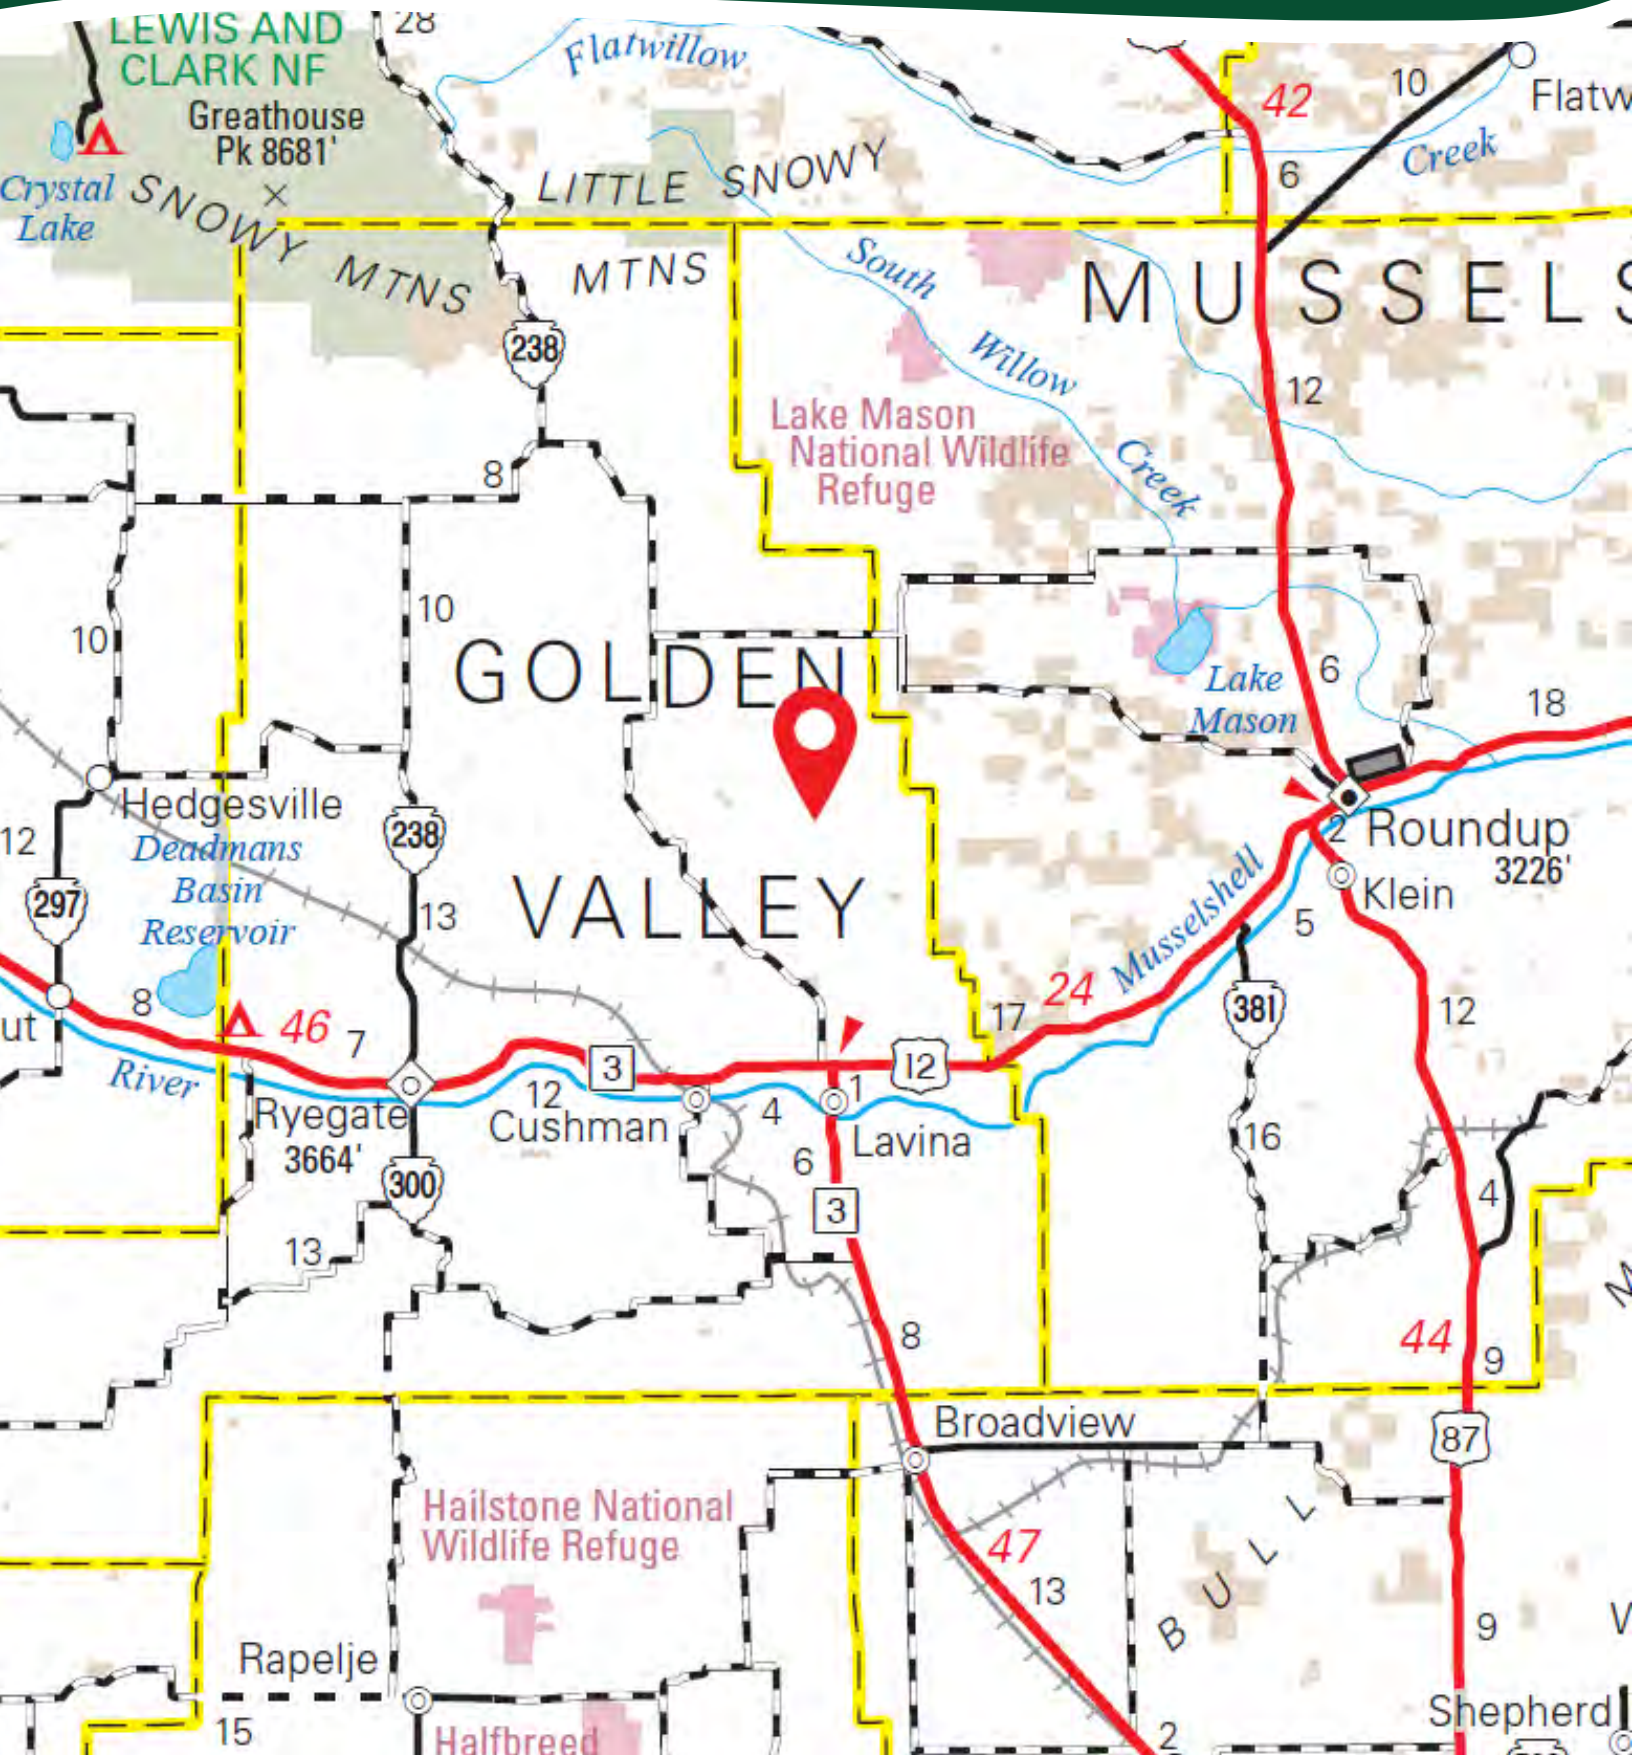 LEWIS AND
CLARK NF
28
Flatwillow
Greathouse
Pk 8681'
42
10
Flatw
Creek
6
Crystal
Lake
SNOWY
MTNS
LITTLE SNOWY
MTNS
South
Willow
Creek
MUSSELS
238
12
Lake Mason
National Wildlife
Refuge
8
10
10
GOLDEN
VALLEY
Lake
Mason
6
18
Hedgesville
Deadmans
Basin
Reservoir
12
297
238
13
2
Roundup
3226'
Klein
Musselshell
5
ut
8
46
7
River
3
12
17
24
381
12
Ryegate
3664'
12
Cushman
4
1
Lavina
6
16
300
3
4
13
8
44
9
M
Broadview
87
Hailstone National
Wildlife Refuge
47
13
BULL
9
Rapelje
15
Halfbreed
2
Shepherd